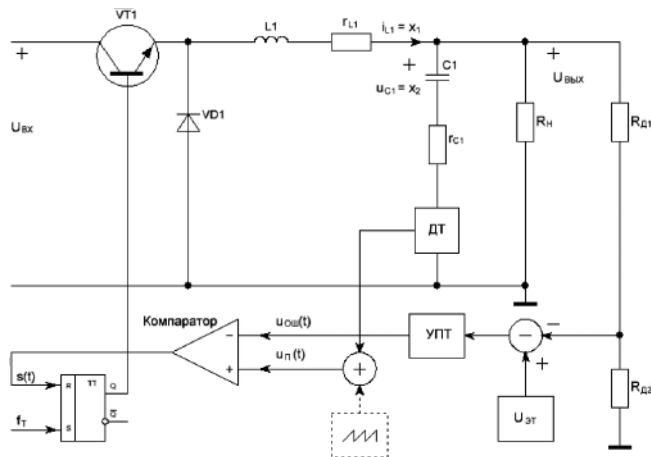 VT1
L1
r_L1
i_L1 = x_1
C1
u_C1 = x_2
U_ВЫХ
R_Д1
U_ВХ
VD1
R_Н
r_C1
ДТ
Компаратор
u_ОШ(t)
УПТ
–
–
u_П(t)
+
+
s(t)
R
TT
Q
R_Д2
f_Т
S
Q
U_ЭТ